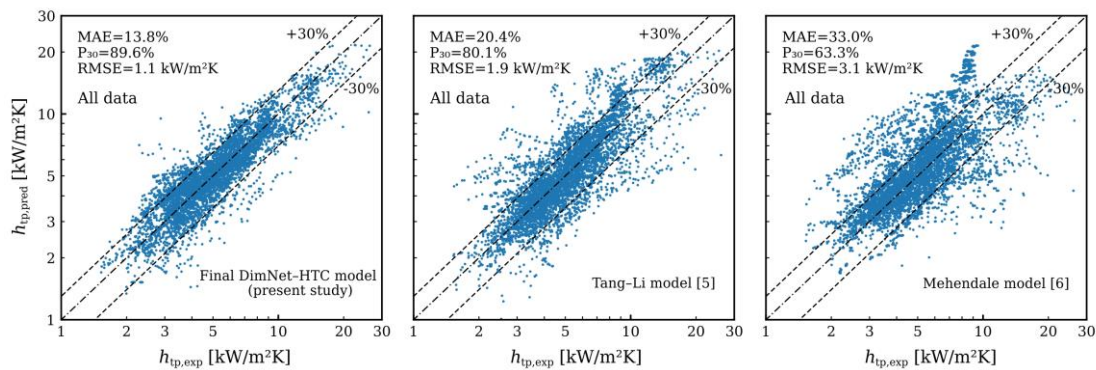 30
20
10
5
3
2
1
h_tp,pred [kW/m²K]
MAE=13.8%
P₃₀=89.6%
RMSE=1.1 kW/m²K
All data
+30%
-30%
Final DimNet–HTC model
(present study)
1 2 3 5 10 20 30
h_tp,exp [kW/m²K]
MAE=20.4%
P₃₀=80.1%
RMSE=1.9 kW/m²K
All data
+30%
-30%
Tang–Li model [5]
1 2 3 5 10 20 30
h_tp,exp [kW/m²K]
MAE=33.0%
P₃₀=63.3%
RMSE=3.1 kW/m²K
All data
+30%
-30%
Mehendale model [6]
1 2 3 5 10 20 30
h_tp,exp [kW/m²K]